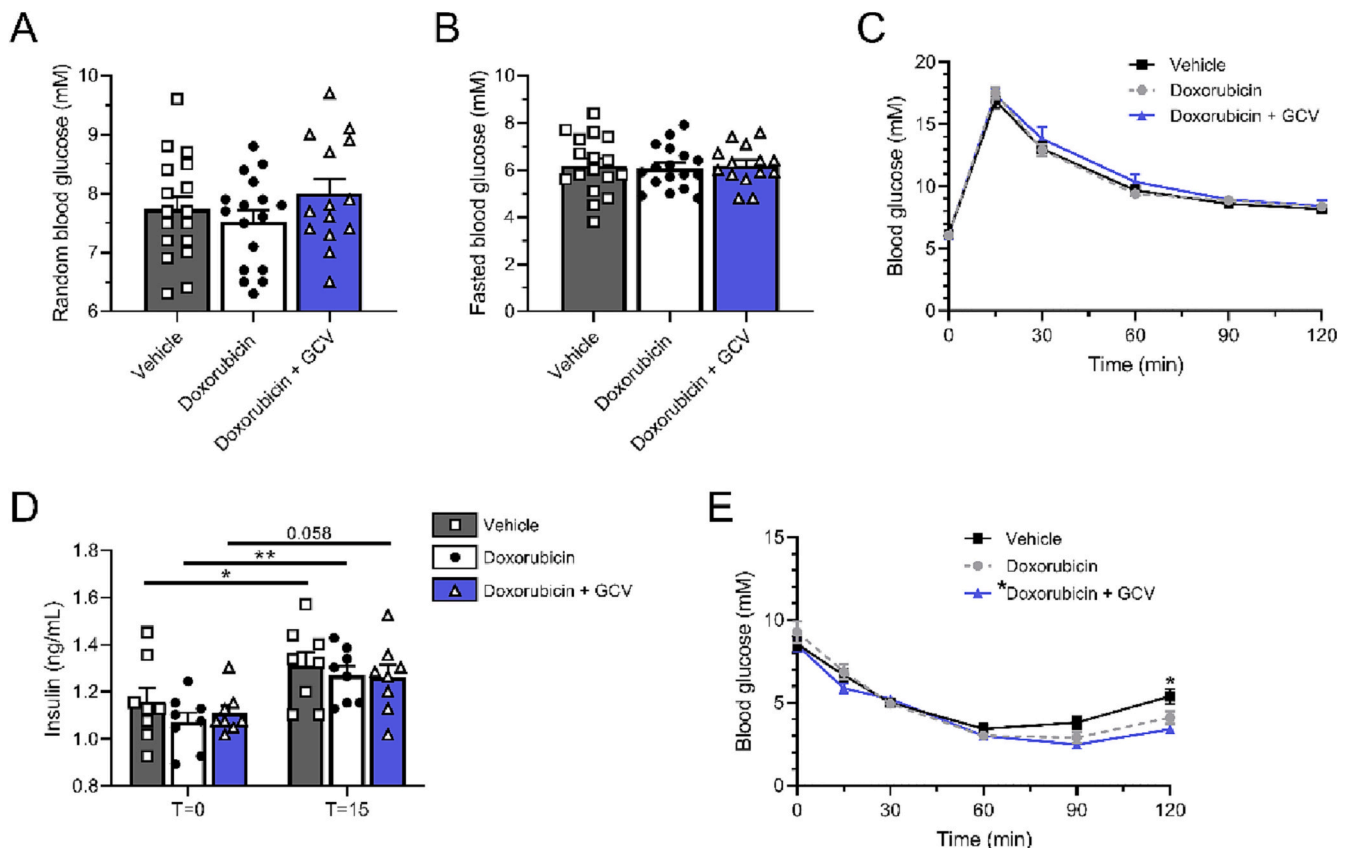 A
Random blood glucose (mM)
10
9
8
7
6
Vehicle
Doxorubicin
Doxorubicin + GCV
B
Fasted blood glucose (mM)
10
8
6
4
2
0
Vehicle
Doxorubicin
Doxorubicin + GCV
C
Blood glucose (mM)
20
15
10
5
0
0 30 60 90 120
Time (min)
Vehicle
Doxorubicin
Doxorubicin + GCV
D
Insulin (ng/mL)
1.8
1.6
1.4
1.2
1.0
0.8
0.058
**
*
T=0 T=15
Vehicle
Doxorubicin
Doxorubicin + GCV
E
Blood glucose (mM)
15
10
5
0
0 30 60 90 120
Time (min)
Vehicle
Doxorubicin
*Doxorubicin + GCV
*